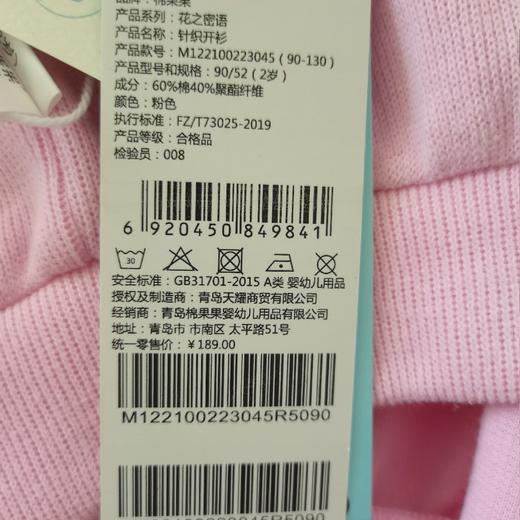 产品系列：花之密语
产品名称：针织开衫
产品款号：M122100223045（90-130）
产品型号和规格：90/52（2岁）
成分：60%棉40%聚酯纤维
颜色：粉色
执行标准：FZ/T73025-2019
产品等级：合格品
检验员：008
6 920450 849841
30
安全标准：GB31701-2015 A类 婴幼儿用品
授权及制造商：青岛天耀商贸有限公司
经销商：青岛棉果果婴幼儿用品有限公司
地址：青岛市 市南区 太平路51号
统一零售价：￥189.00
M122100223045R5090